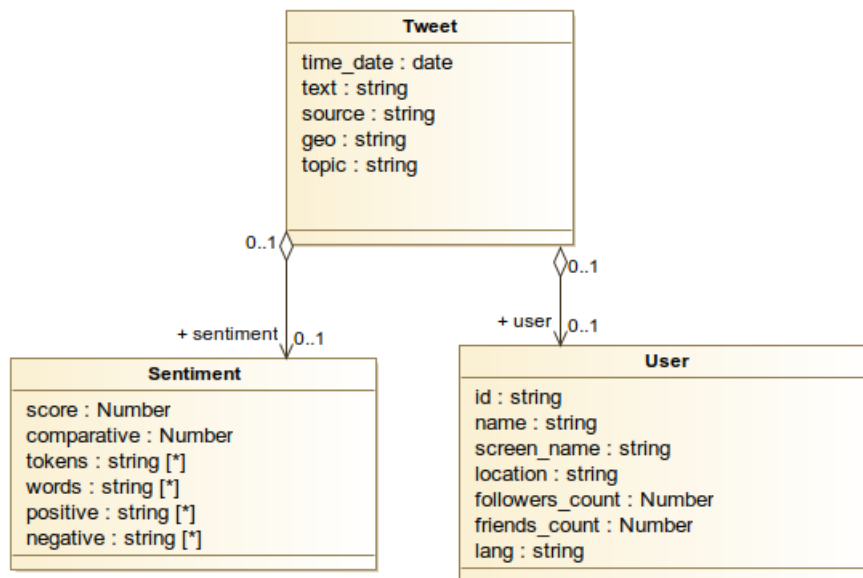 Tweet
time_date : date
text : string
source : string
geo : string
topic : string
0..1
0..1
+ sentiment
0..1
+ user
0..1
Sentiment
score : Number
comparative : Number
tokens : string [*]
words : string [*]
positive : string [*]
negative : string [*]
User
id : string
name : string
screen_name : string
location : string
followers_count : Number
friends_count : Number
lang : string